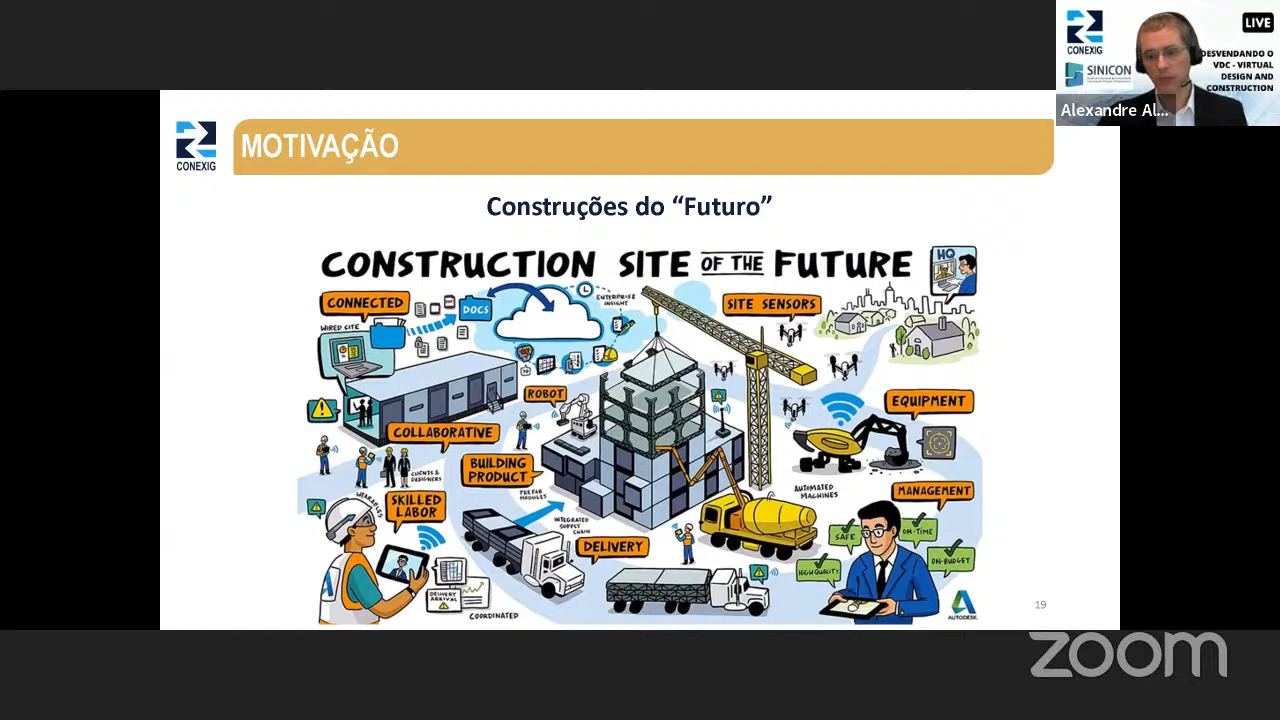 CONEXIG
SINICON
LIVE
DESVENDANDO O
VDC - VIRTUAL
DESIGN AND
CONSTRUCTION
Alexandre Al...
CONEXIG
MOTIVAÇÃO
Construções do “Futuro”
CONSTRUCTION SITE OF THE FUTURE
HQ
CONNECTED
WIRED SITE
DOCS
ENTERPRISE
INSIGHT
SITE SENSORS
ROBOT
EQUIPMENT
COLLABORATIVE
CLIENTS &
DESIGNERS
BUILDING
PRODUCT
PREFAB
MODULES
AUTOMATED
MACHINES
MANAGEMENT
WEARABLES
SKILLED
LABOR
INTEGRATED
SUPPLY
CHAIN
DELIVERY
SAFE
ON-TIME
HIGH QUALITY
ON-BUDGET
DELIVERY
ARRIVAL
COORDINATED
AUTODESK
19
zoom